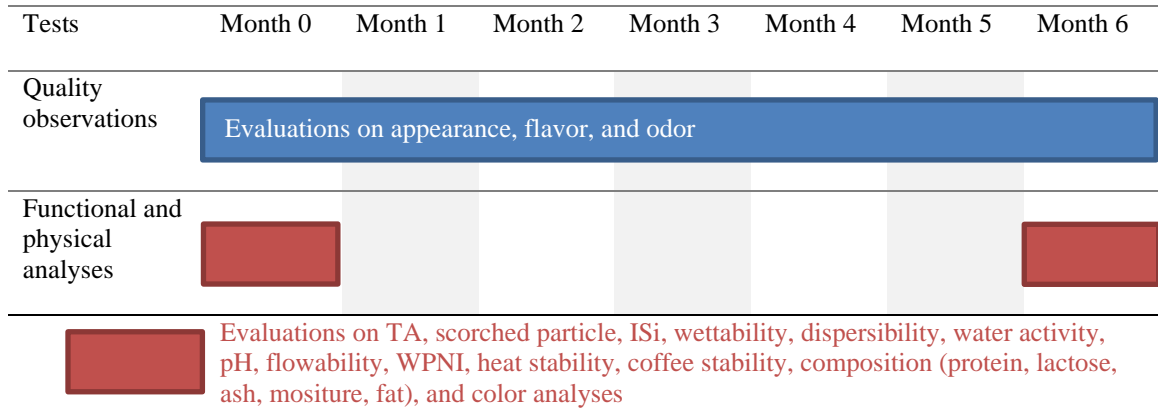 Tests Month 0 Month 1 Month 2 Month 3 Month 4 Month 5 Month 6
Quality
observations
Evaluations on appearance, flavor, and odor
Functional and
physical
analyses
Evaluations on TA, scorched particle, ISi, wettability, dispersibility, water activity,
pH, flowability, WPNI, heat stability, coffee stability, composition (protein, lactose,
ash, mositure, fat), and color analyses